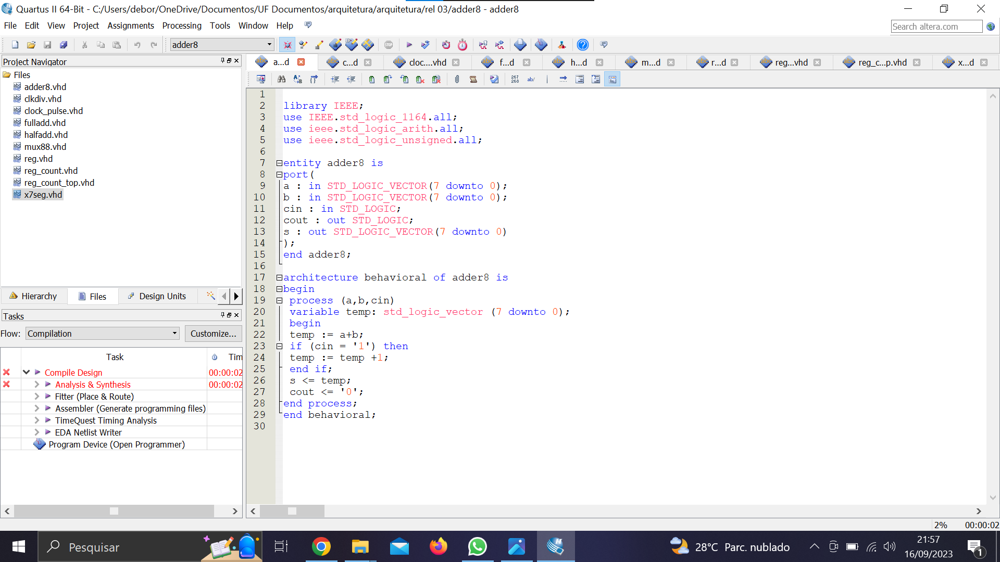 Quartus II 64-Bit - C:/Users/debor/OneDrive/Documentos/UF Documentos/arquitetura/arquitetura/rel 03/adder8 - adder8
File Edit View Project Assignments Processing Tools Window Help
Search altera.com
adder8
STOP
Project Navigator
Files
adder8.vhd
clkdiv.vhd
clock_pulse.vhd
fulladd.vhd
halfadd.vhd
mux88.vhd
reg.vhd
reg_count.vhd
reg_count_top.vhd
x7seg.vhd
Hierarchy Files Design Units
Tasks
Flow: Compilation Customize...
Task Tim
Compile Design 00:00:02
Analysis & Synthesis 00:00:02
Fitter (Place & Route)
Assembler (Generate programming files)
TimeQuest Timing Analysis
EDA Netlist Writer
Program Device (Open Programmer)
a...d c...d cloc....vhd f...d h...d m...d r...d reg...vhd reg_c...p.vhd x...d
267
268
ab/
1
2 library IEEE;
3 use IEEE.std_logic_1164.all;
4 use ieee.std_logic_arith.all;
5 use ieee.std_logic_unsigned.all;
6
7 entity adder8 is
8 port(
9 a : in STD_LOGIC_VECTOR(7 downto 0);
10 b : in STD_LOGIC_VECTOR(7 downto 0);
11 cin : in STD_LOGIC;
12 cout : out STD_LOGIC;
13 s : out STD_LOGIC_VECTOR(7 downto 0)
14 );
15 end adder8;
16
17 architecture behavioral of adder8 is
18 begin
19 process (a,b,cin)
20 variable temp: std_logic_vector (7 downto 0);
21 begin
22 temp := a+b;
23 if (cin = '1') then
24 temp := temp +1;
25 end if;
26 s <= temp;
27 cout <= '0';
28 end process;
29 end behavioral;
30
2% 00:00:02
Pesquisar
28°C Parc. nublado
21:57
16/09/2023
1